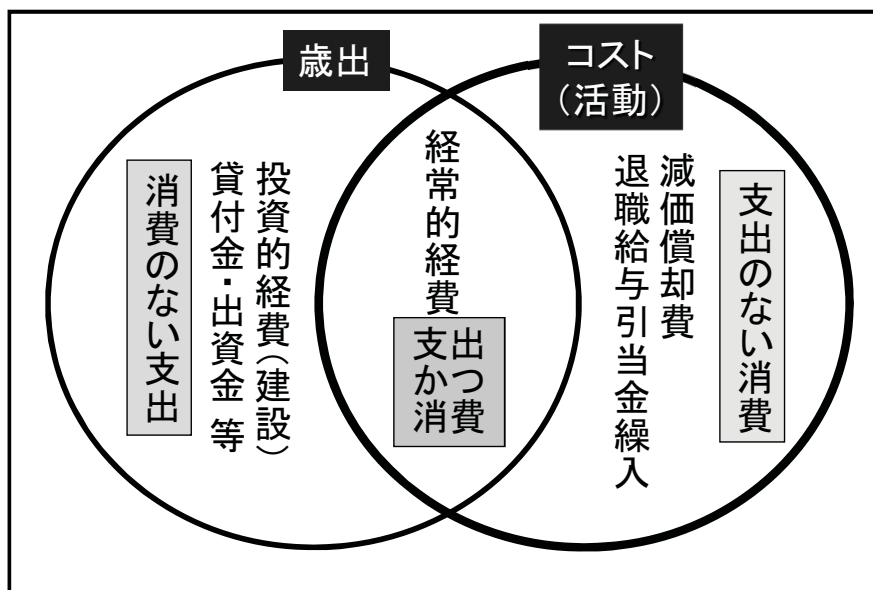 歳出
コスト
（活動）
消費のない支出
投資的経費（建設）
貸付金・出資金 等
経常的経費
支出
かつ
消費
減価償却費
退職給与引当金繰入
支出のない消費